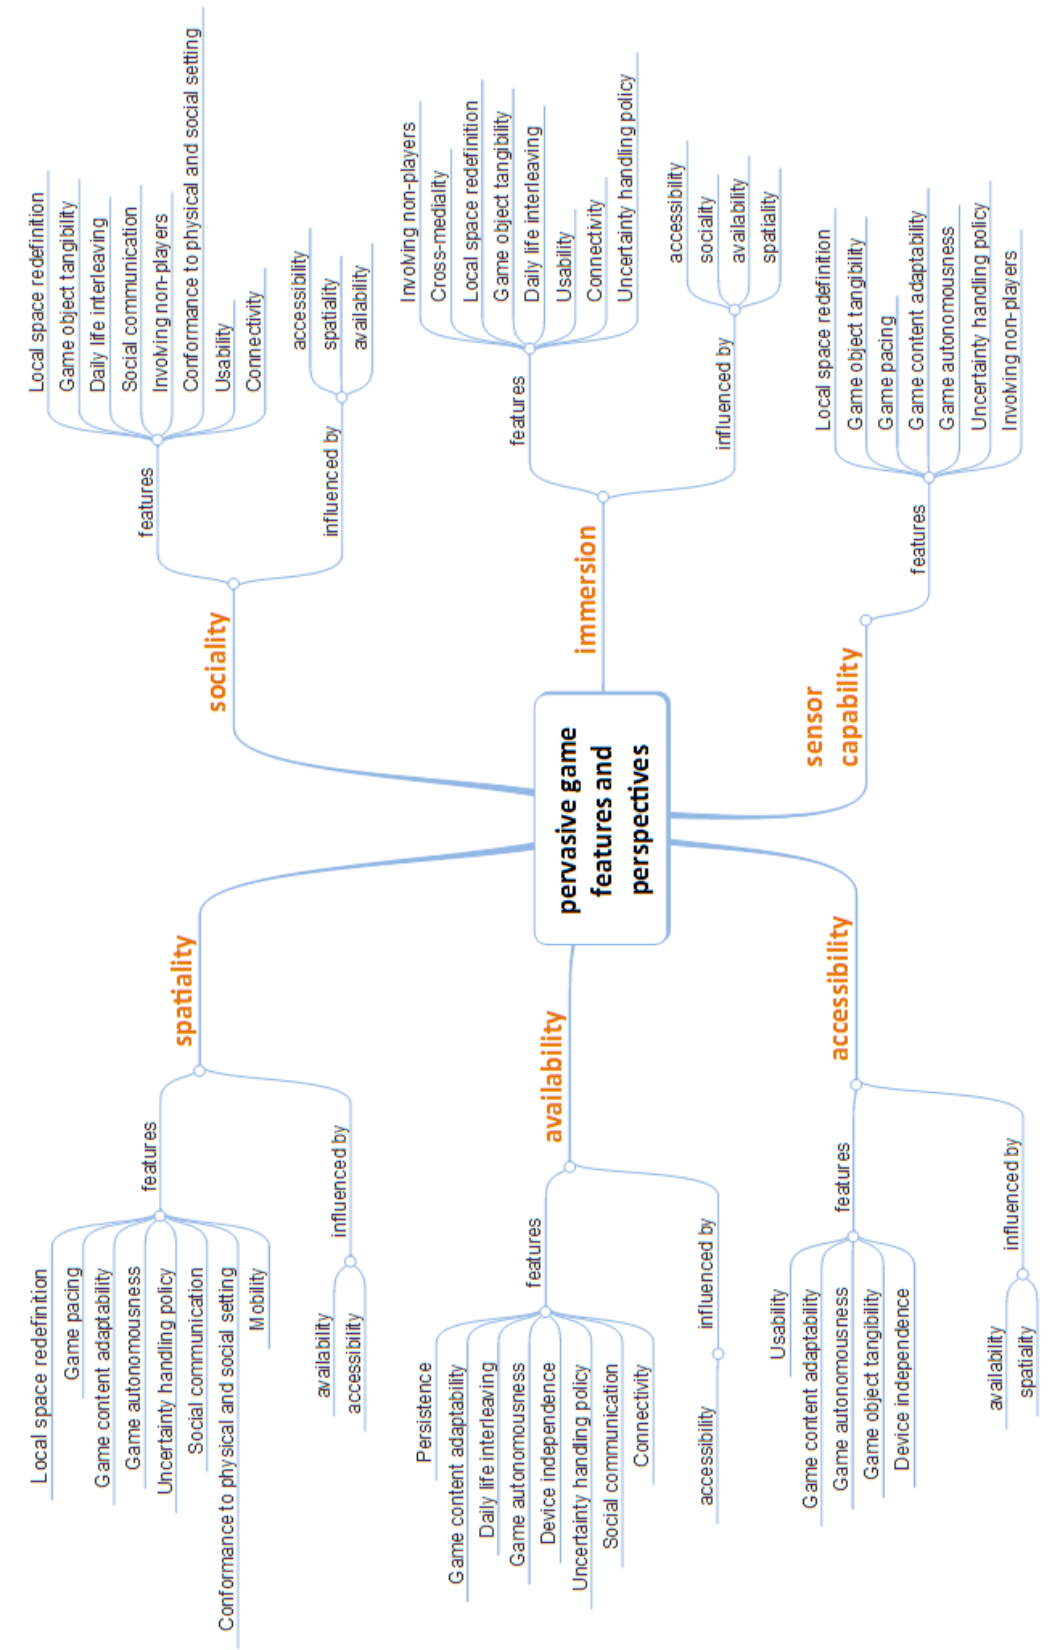 pervasive game
features and
perspectives
spatiality
features
Local space redefinition
Game pacing
Game content adaptability
Game autonomousness
Uncertainty handling policy
Social communication
Conformance to physical and social setting
Mobility
influenced by
availability
accessibility
sociality
features
Local space redefinition
Game object tangibility
Daily life interleaving
Social communication
Involving non-players
Conformance to physical and social setting
Usability
Connectivity
influenced by
accessibility
spatiality
availability
availability
features
Persistence
Game content adaptability
Daily life interleaving
Game autonomousness
Device independence
Uncertainty handling policy
Social communication
Connectivity
influenced by
accessibility
immersion
features
Involving non-players
Cross-mediality
Local space redefinition
Game object tangibility
Daily life interleaving
Usability
Connectivity
Uncertainty handling policy
influenced by
accessibility
sociality
availability
spatiality
accessibility
features
Usability
Game content adaptability
Game autonomousness
Game object tangibility
Device independence
influenced by
availability
spatiality
sensor
capability
features
Local space redefinition
Game object tangibility
Game pacing
Game content adaptability
Game autonomousness
Uncertainty handling policy
Involving non-players